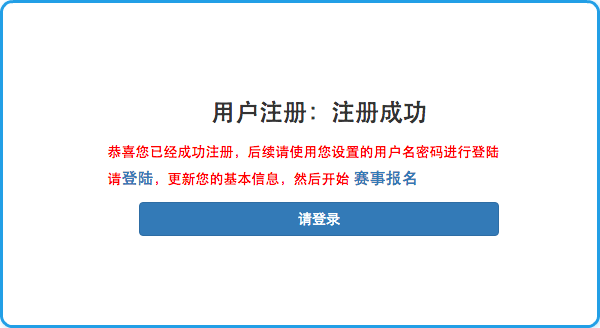 用户注册：注册成功
恭喜您已经成功注册，后续请使用您设置的用户名密码进行登陆
请登陆，更新您的基本信息，然后开始 赛事报名
请登录